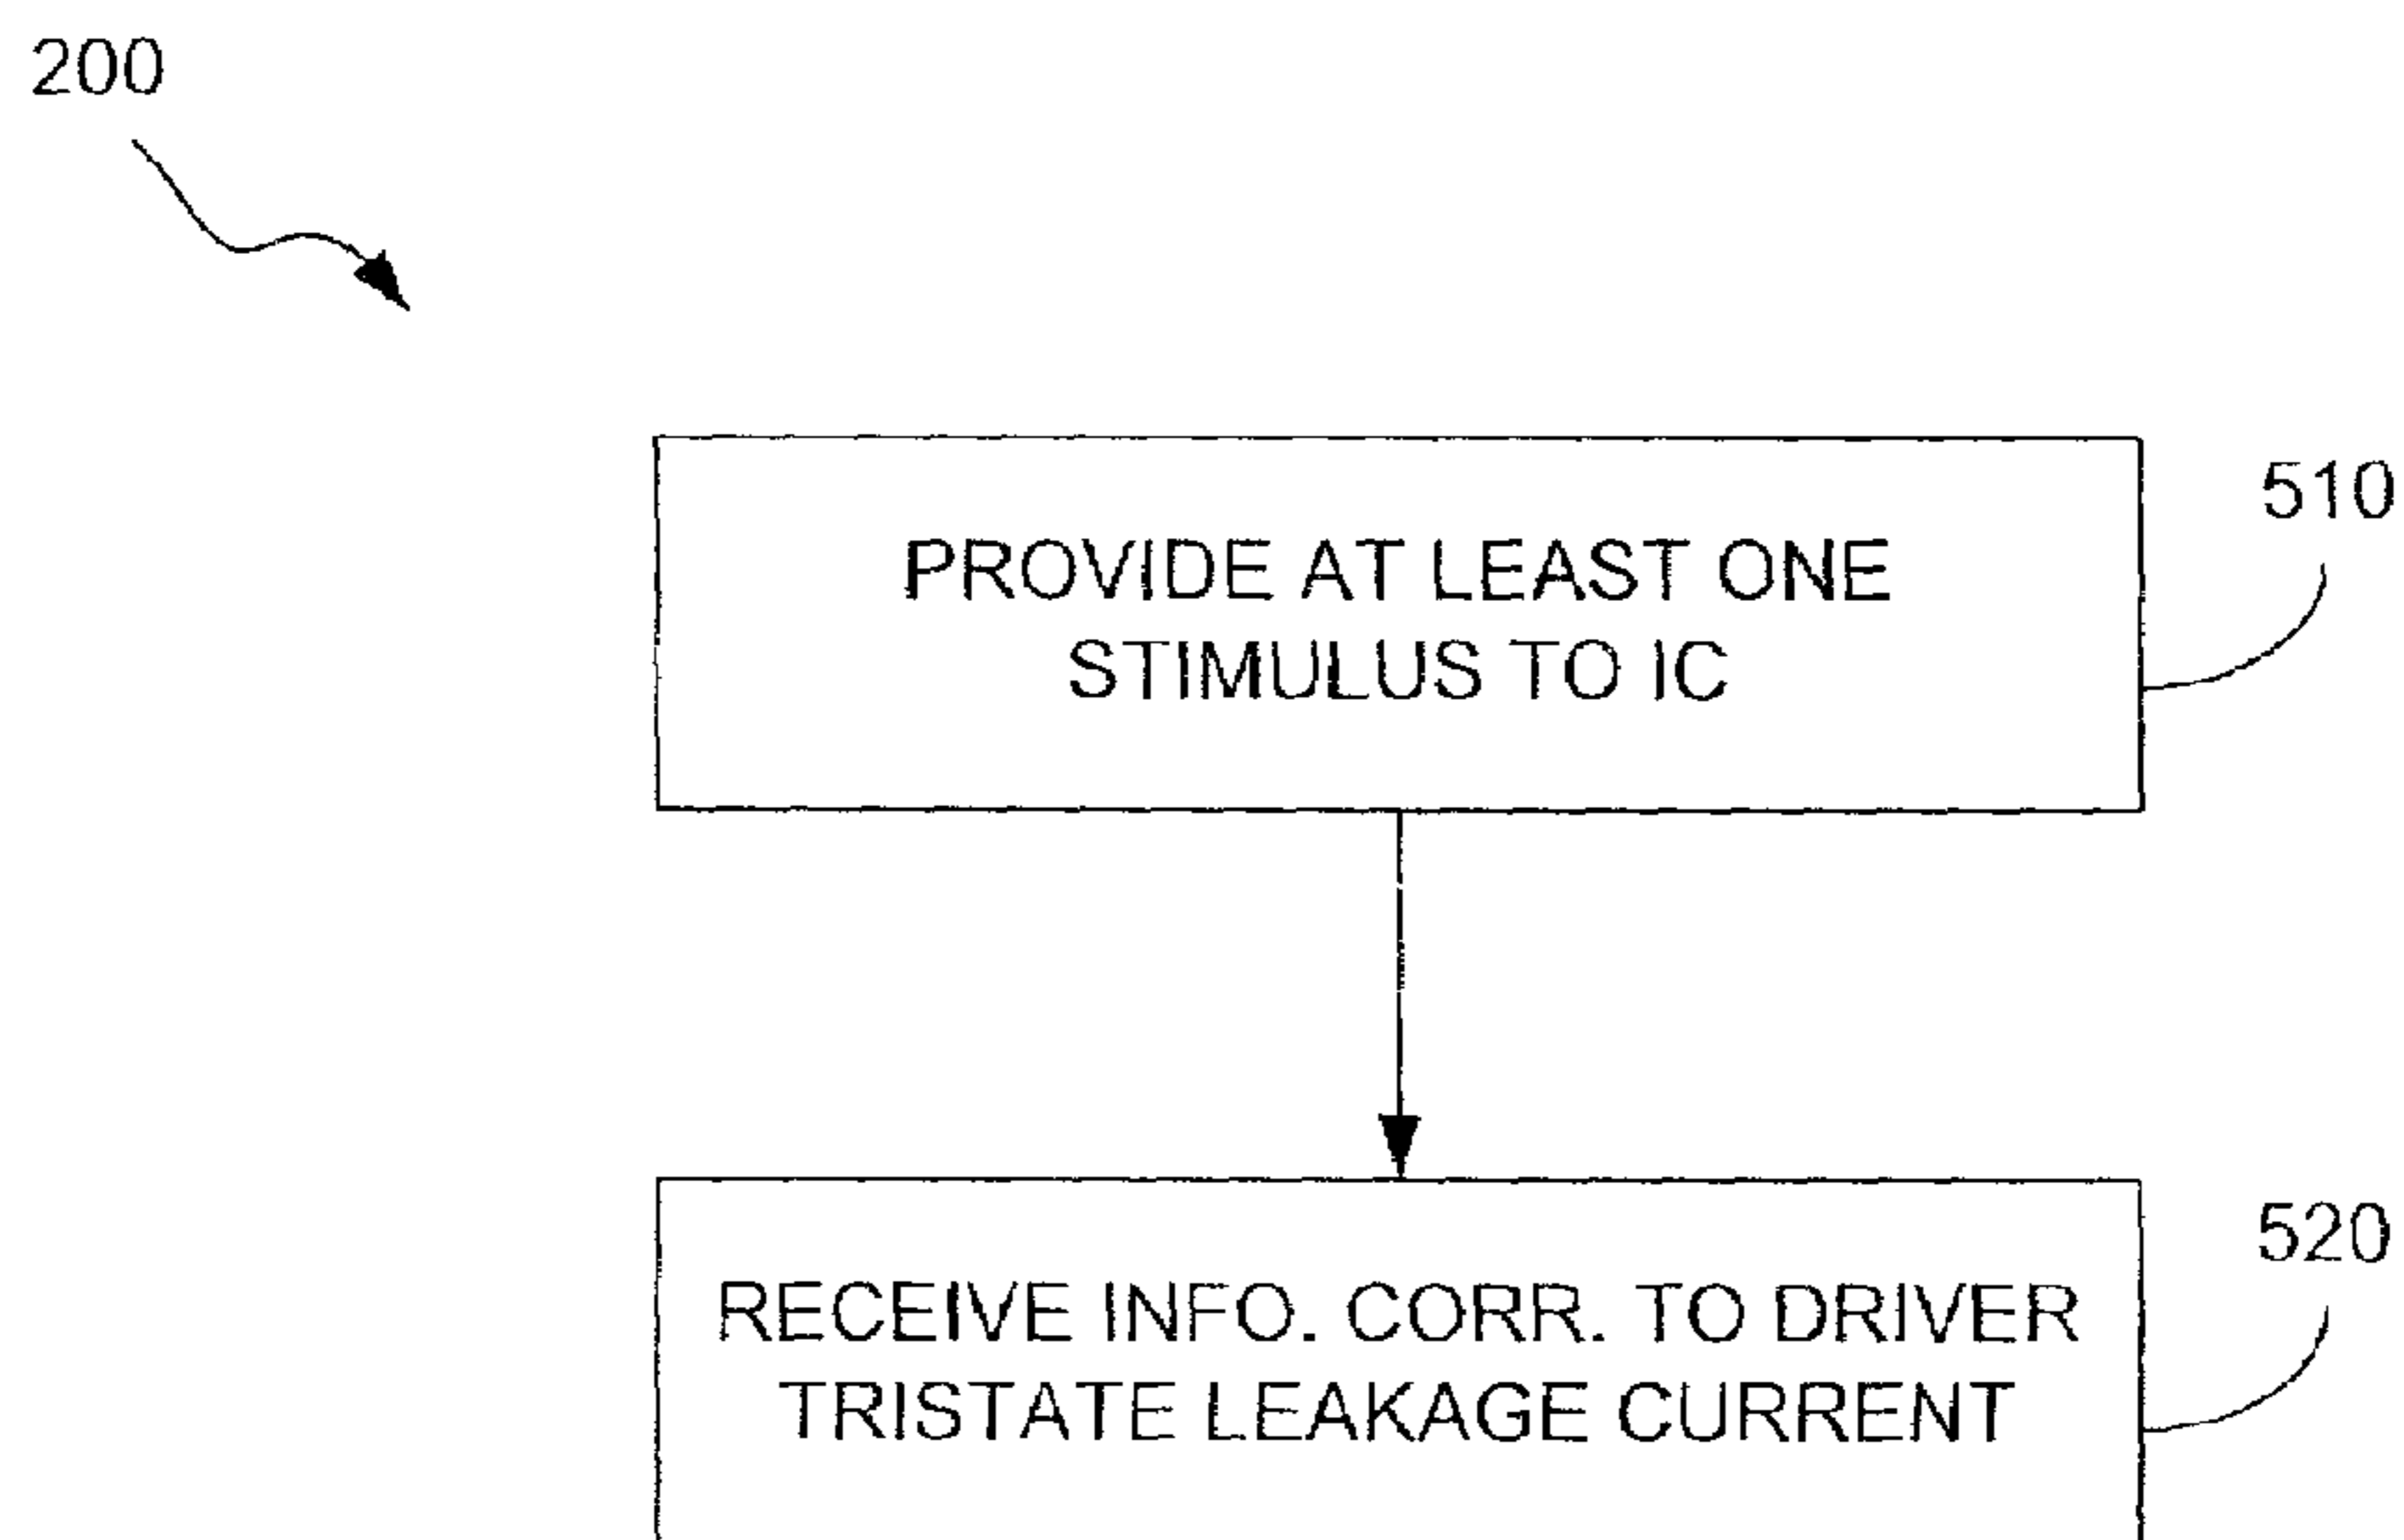 200
510
PROVIDE AT LEAST ONE
STIMULUS TO IC
520
RECEIVE INFO. CORR. TO DRIVER
TRISTATE LEAKAGE CURRENT